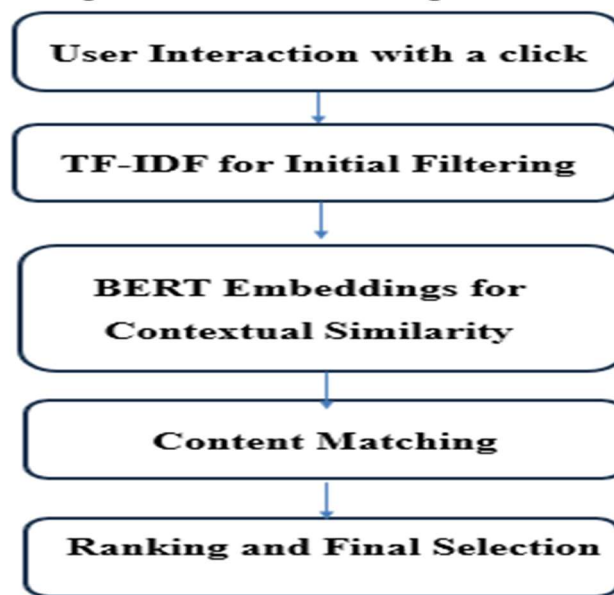 User Interaction with a click
TF-IDF for Initial Filtering
BERT Embeddings for
Contextual Similarity
Content Matching
Ranking and Final Selection